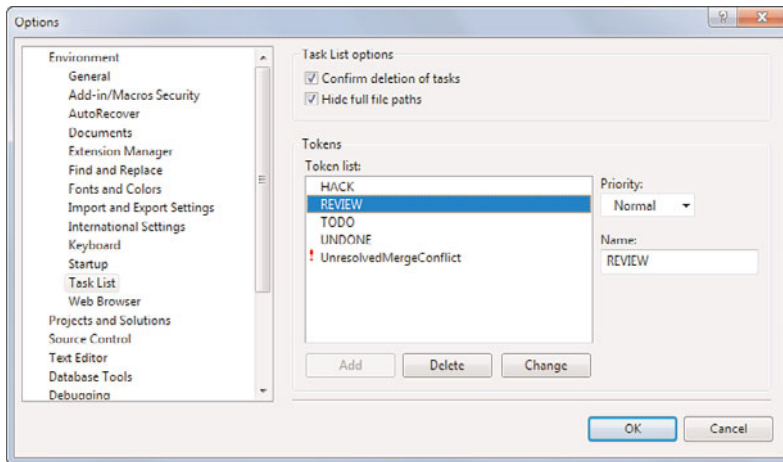 Options
Environment
General
Add-in/Macros Security
AutoRecover
Documents
Extension Manager
Find and Replace
Fonts and Colors
Import and Export Settings
International Settings
Keyboard
Startup
Task List
Web Browser
Projects and Solutions
Source Control
Text Editor
Database Tools
Debugging
Task List options
Confirm deletion of tasks
Hide full file paths
Tokens
Token list:
HACK
REVIEW
TODO
UNDONE
! UnresolvedMergeConflict
Priority:
Normal
Name:
REVIEW
Add
Delete
Change
OK
Cancel